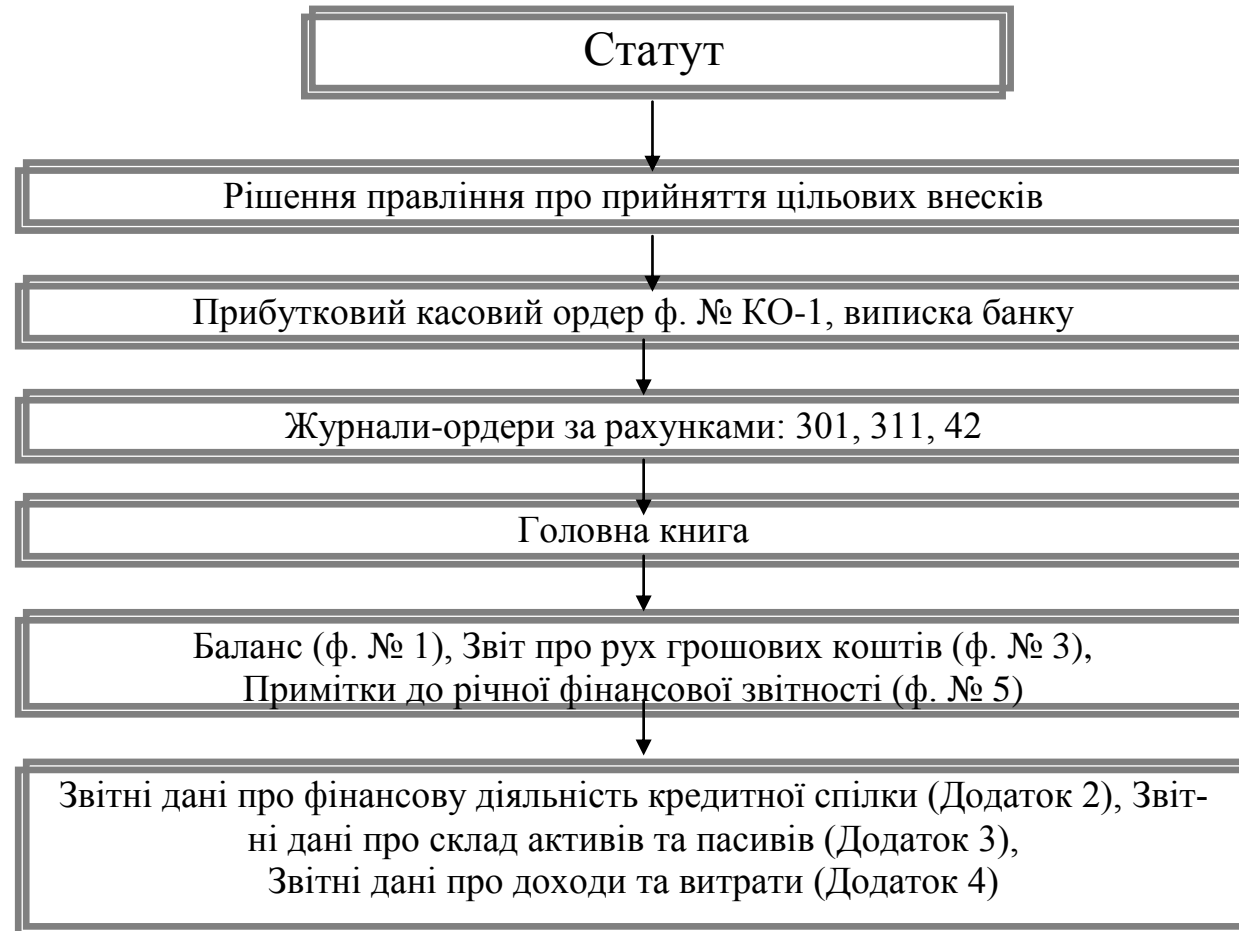 Статут
Рішення правління про прийняття цільових внесків
Прибутковий касовий ордер ф. № КО-1, виписка банку
Журнали-ордери за рахунками: 301, 311, 42
Головна книга
Баланс (ф. № 1), Звіт про рух грошових коштів (ф. № 3),
Примітки до річної фінансової звітності (ф. № 5)
Звітні дані про фінансову діяльність кредитної спілки (Додаток 2), Звіт-
ні дані про склад активів та пасивів (Додаток 3),
Звітні дані про доходи та витрати (Додаток 4)